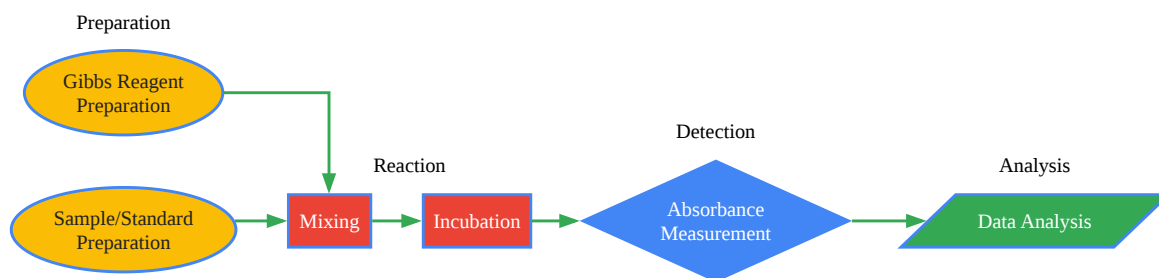 Preparation
Gibbs Reagent
Preparation
Sample/Standard
Preparation
Reaction
Mixing
Incubation
Detection
Absorbance
Measurement
Analysis
Data Analysis